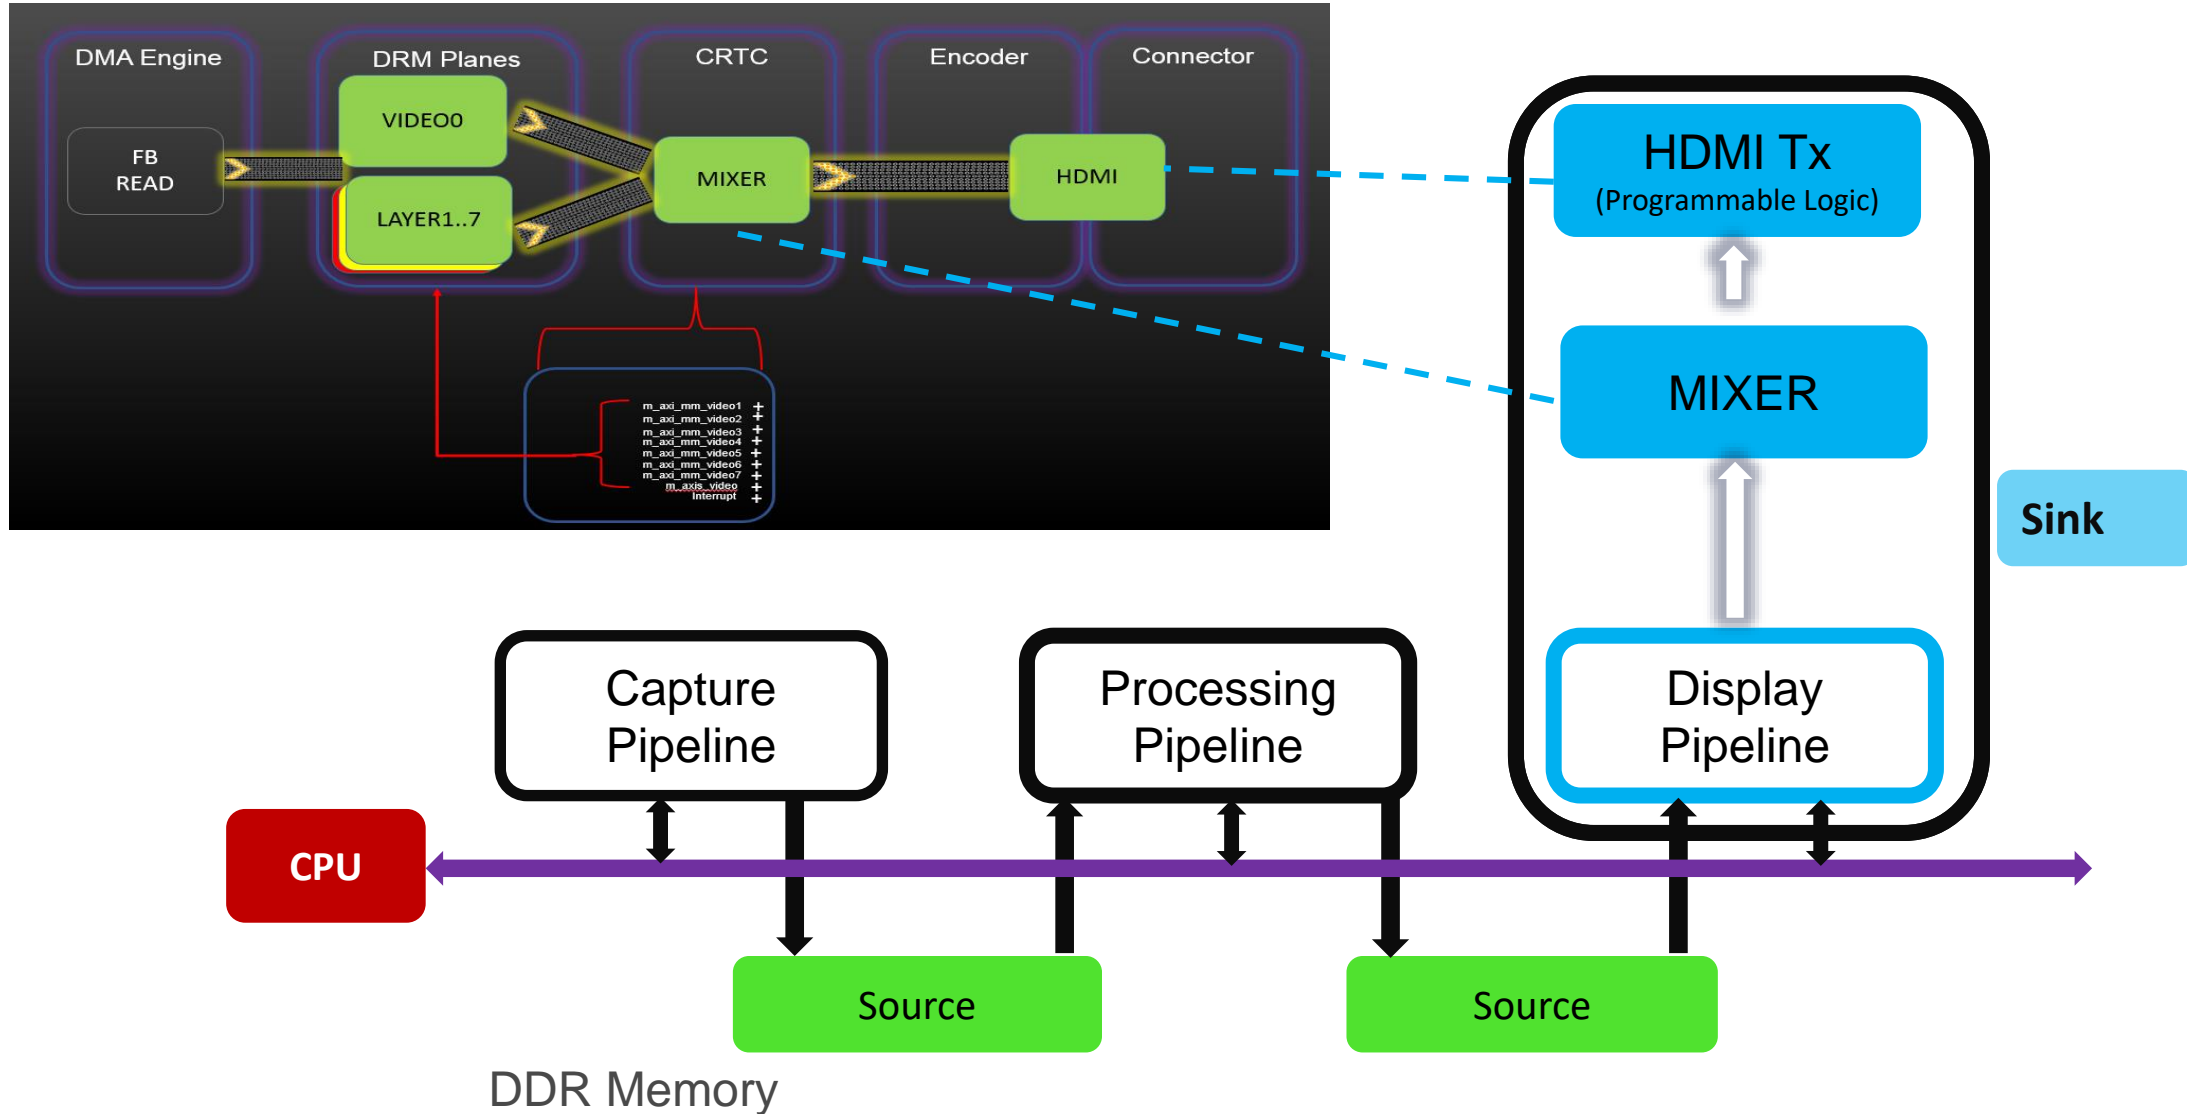 DMA Engine
DRM Planes
CRTC
Encoder
Connector
FB
READ
VIDEO0
LAYER1..7
MIXER
HDMI
m_axi_mm_video1 +
m_axi_mm_video2 +
m_axi_mm_video3 +
m_axi_mm_video4 +
m_axi_mm_video5 +
m_axi_mm_video6 +
m_axi_mm_video7 +
m_axis_video +
Interrupt +
HDMI Tx
(Programmable Logic)
MIXER
Sink
Capture
Pipeline
Processing
Pipeline
Display
Pipeline
CPU
Source
Source
DDR Memory